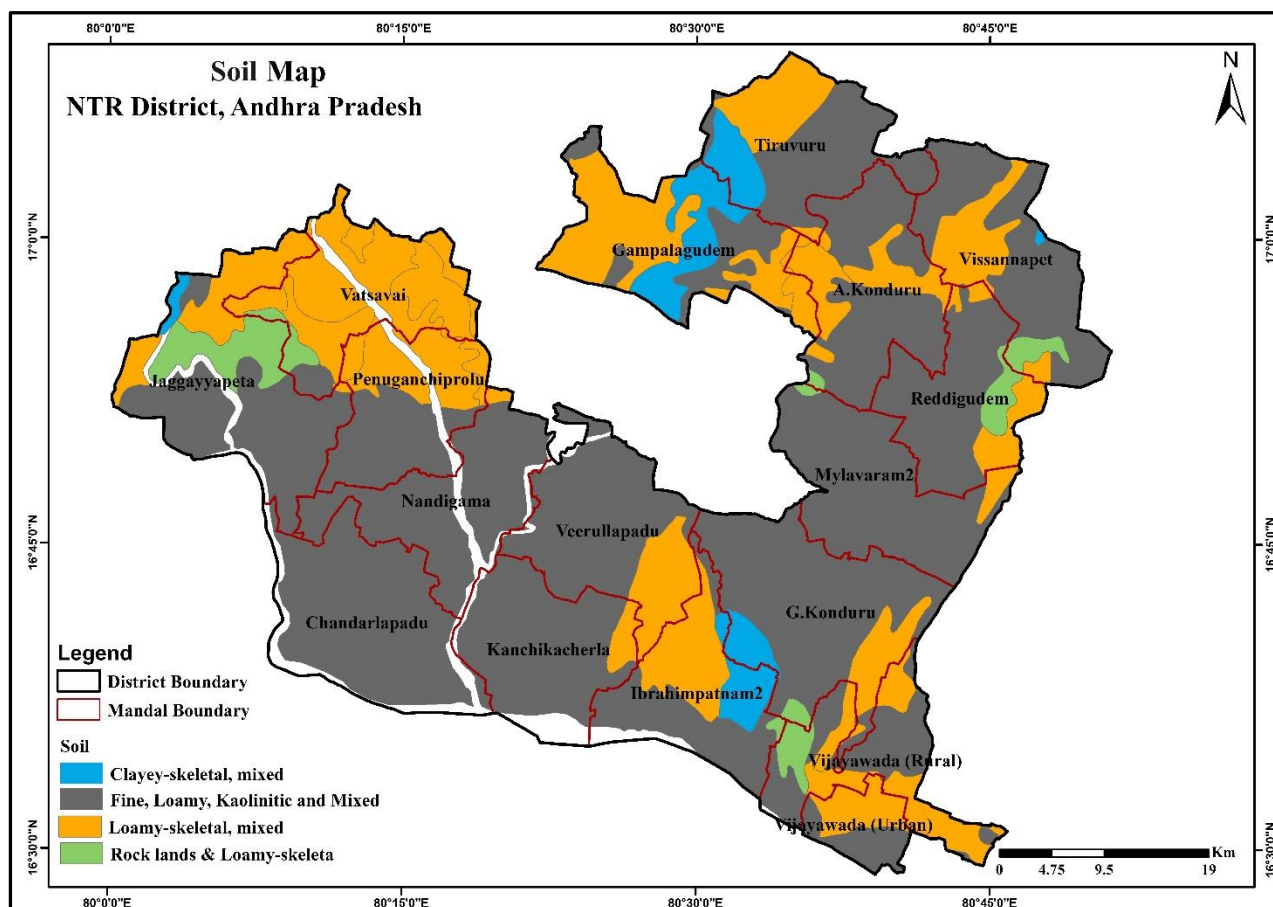 80°0'0"E 80°15'0"E 80°30'0"E 80°45'0"E
Soil Map
NTR District, Andhra Pradesh
N
Tiruvuru
17°0'0"N
Gampalagudem
Vissannapet
17°0'0"N
A.Konduru
Vatsavai
Jaggayyapeta
Penuganchiprolu
Reddigudem
Mylavaram2
Nandigama
Veerullapadu
16°45'0"N
16°45'0"N
G.Konduru
Chandarlapadu
Kanchikacherla
Ibrahimpatnam2
Vijayawada (Rural)
Vijayawada (Urban)
Legend
District Boundary
Mandal Boundary
Soil
Clayey-skeletal, mixed
Fine, Loamy, Kaolinitic and Mixed
Loamy-skeletal, mixed
Rock lands & Loamy-skeleta
16°30'0"N
16°30'0"N
Km
0 4.75 9.5 19
80°0'0"E 80°15'0"E 80°30'0"E 80°45'0"E